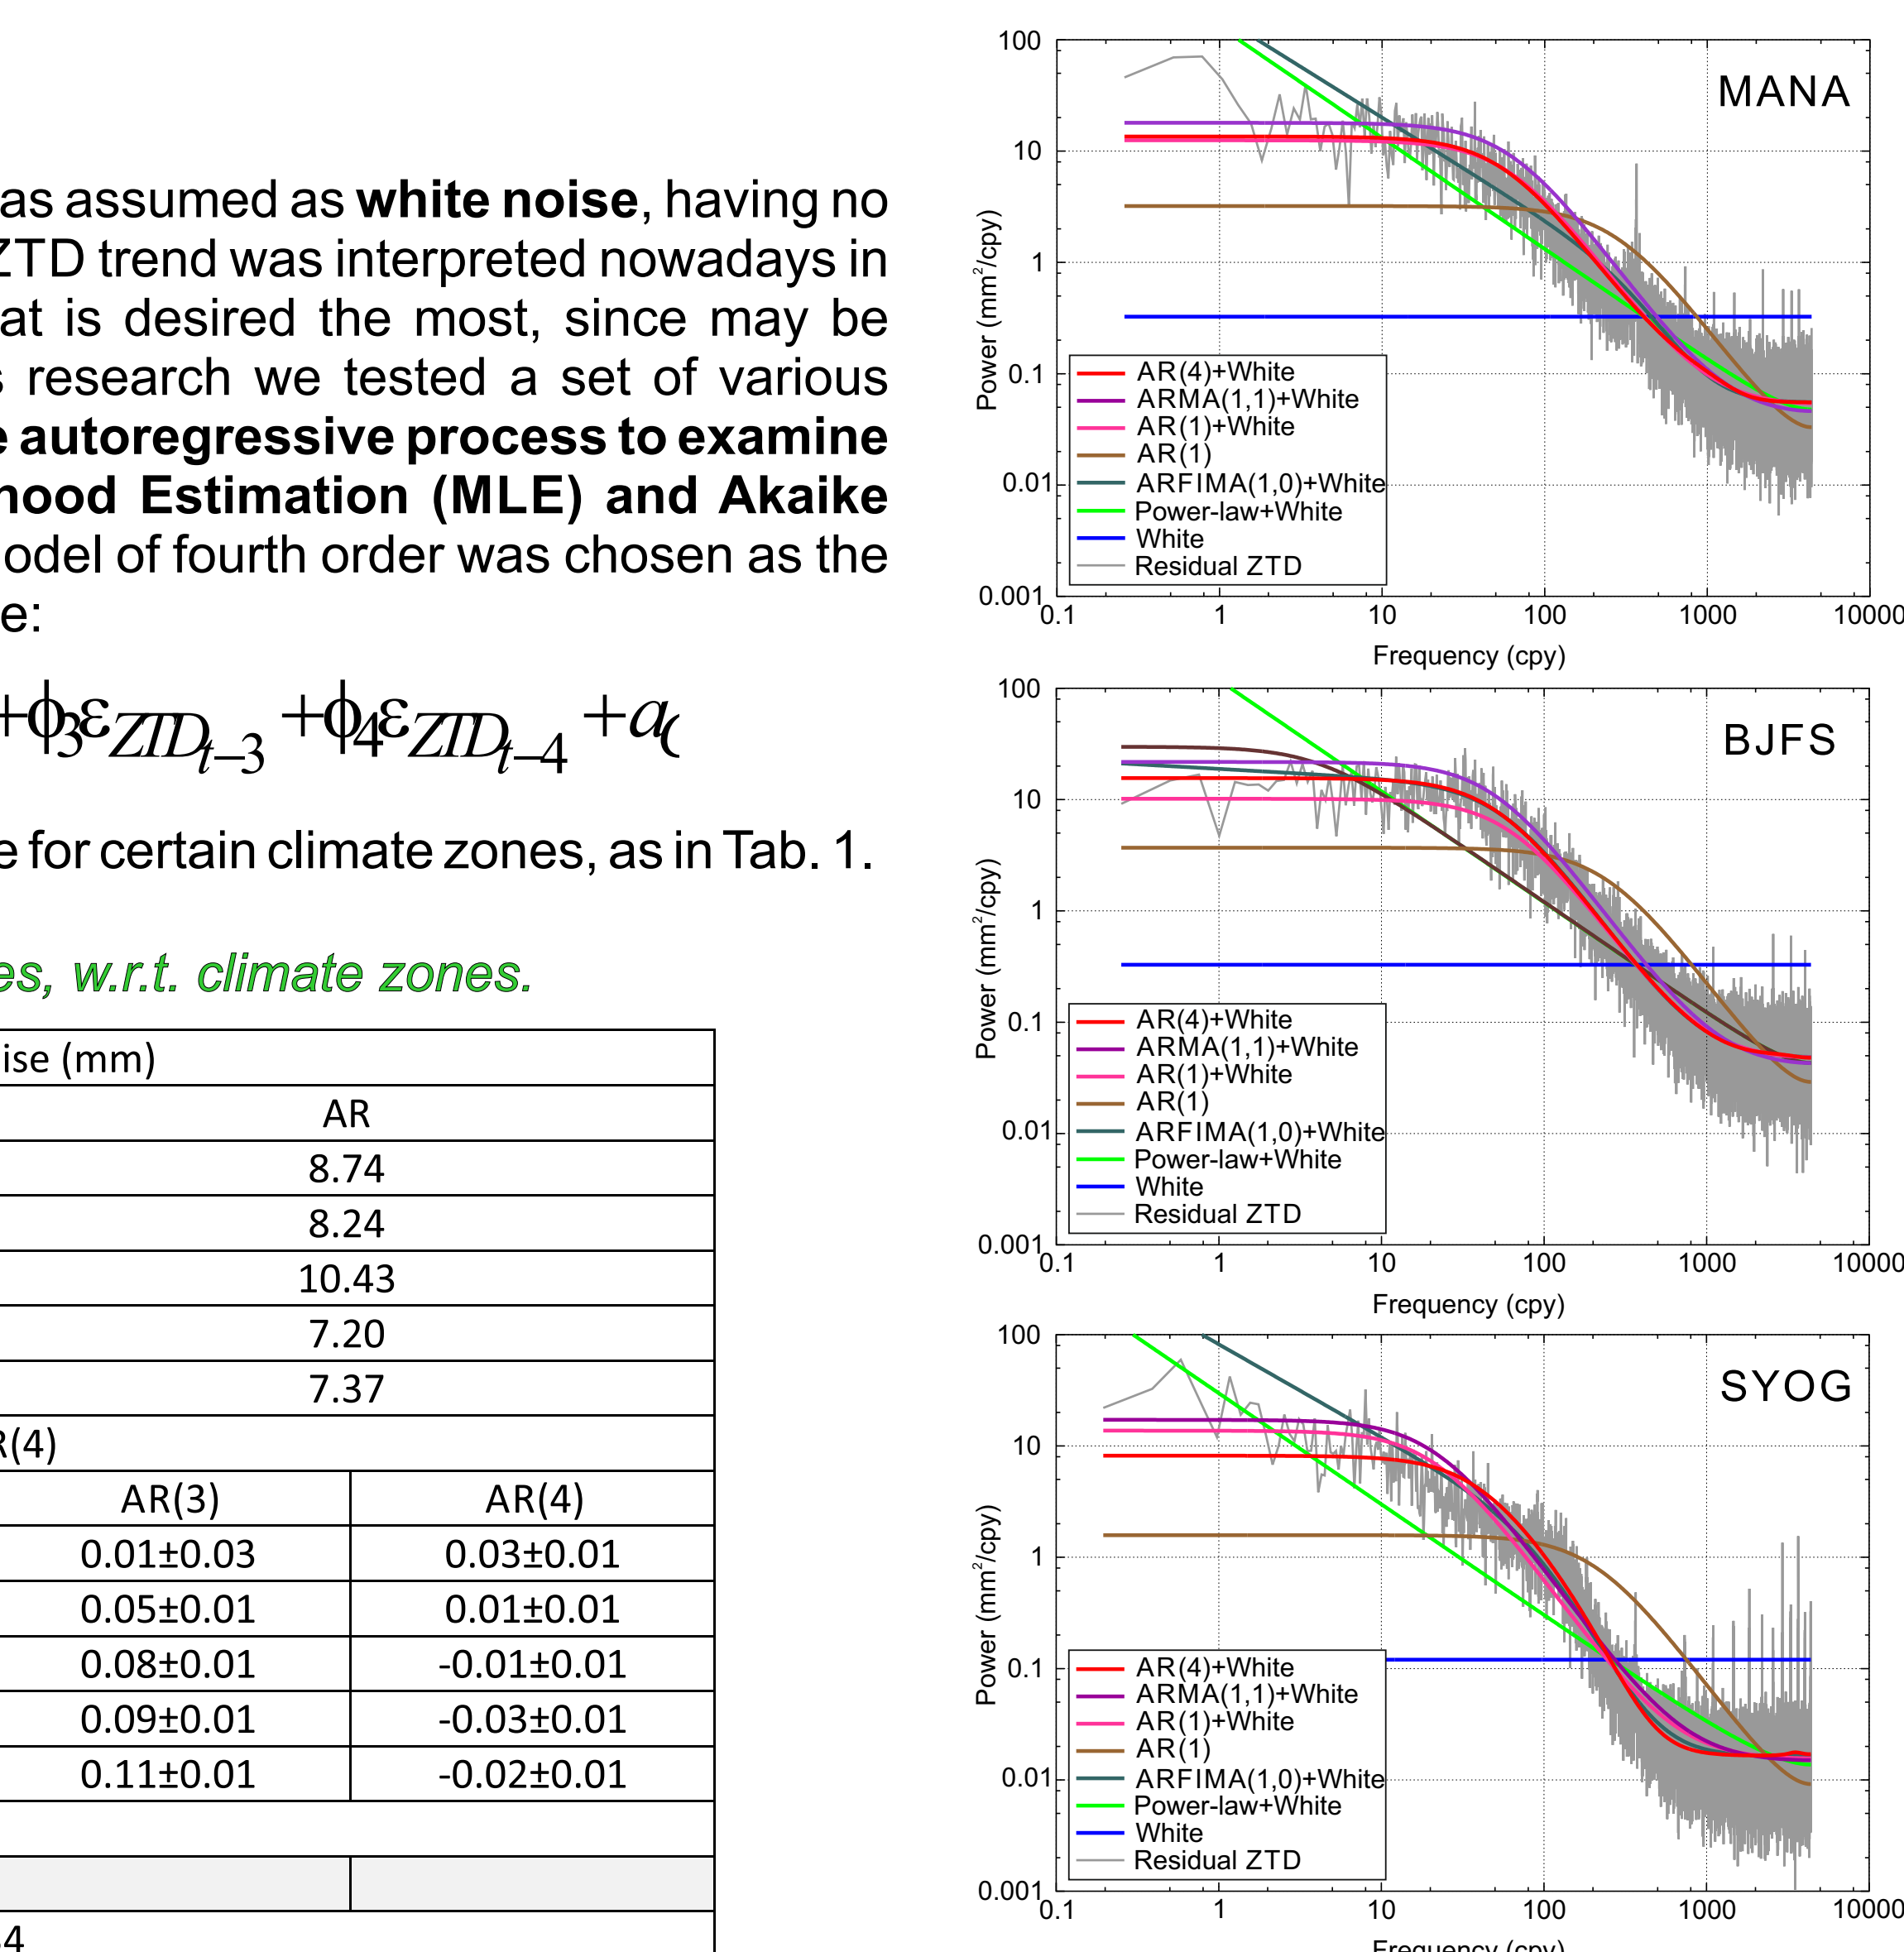 as assumed as white noise, having no
ZTD trend was interpreted nowadays in
at is desired the most, since may be
s research we tested a set of various
e autoregressive process to examine
hood Estimation (MLE) and Akaike
odel of fourth order was chosen as the
e:
+ϕ3εZTDt−3 +ϕ4εZTDt−4 +at
e for certain climate zones, as in Tab. 1.
es, w.r.t. climate zones.
ise (mm)
AR
8.74
8.24
10.43
7.20
7.37
R(4)
AR(3) AR(4)
0.01±0.03 0.03±0.01
0.05±0.01 0.01±0.01
0.08±0.01 -0.01±0.01
0.09±0.01 -0.03±0.01
0.11±0.01 -0.02±0.01
4
MANA
Power (mm²/cpy)
100
10
1
0.1
0.01
0.001
AR(4)+White
ARMA(1,1)+White
AR(1)+White
AR(1)
ARFIMA(1,0)+White
Power-law+White
White
Residual ZTD
0.1 1 10 100 1000 10000
Frequency (cpy)
BJFS
Power (mm²/cpy)
100
10
1
0.1
0.01
0.001
AR(4)+White
ARMA(1,1)+White
AR(1)+White
AR(1)
ARFIMA(1,0)+White
Power-law+White
White
Residual ZTD
0.1 1 10 100 1000 10000
Frequency (cpy)
SYOG
Power (mm²/cpy)
100
10
1
0.1
0.01
0.001
AR(4)+White
ARMA(1,1)+White
AR(1)+White
AR(1)
ARFIMA(1,0)+White
Power-law+White
White
Residual ZTD
0.1 1 10 100 1000 10000
Frequency (cpy)